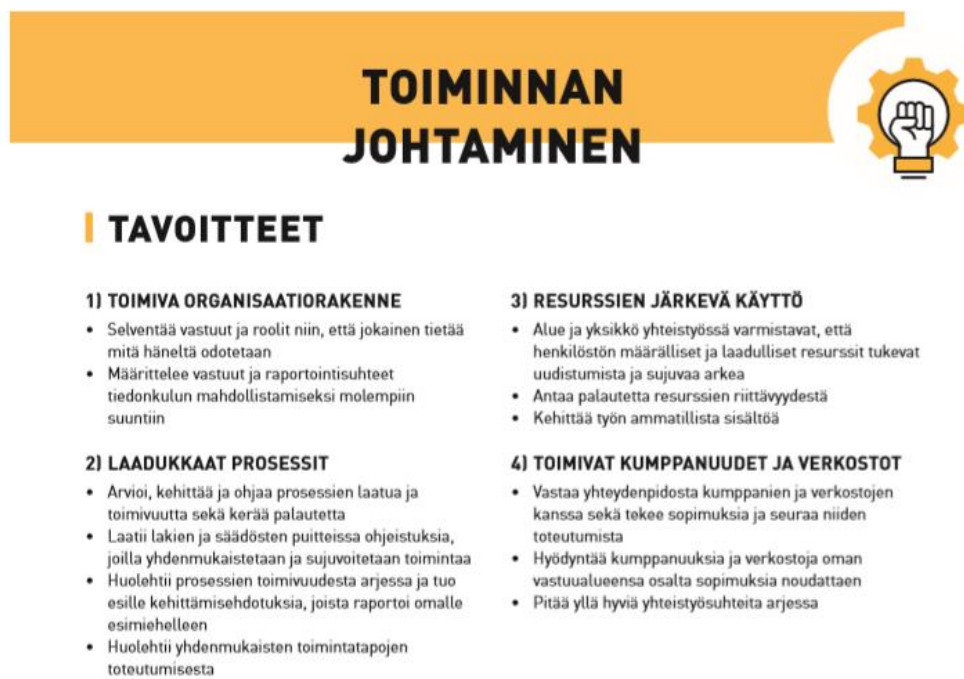 TOIMINNAN
JOHTAMINEN
TAVOITTEET
1) TOIMIVA ORGANISAATIORAKENNE
• Selventää vastuut ja roolit niin, että jokainen tietää
mitä häneltä odotetaan
• Määrittelee vastuut ja raportointisuhteet
tiedonkulun mahdollistamiseksi molempiin
suuntiin
2) LAADUKKAAT PROSESSIT
• Arvioi, kehittää ja ohjaa prosessien laatua ja
toimivuutta sekä kerää palautetta
• Laatii lakien ja säädösten puitteissa ohjeistuksia,
joilla yhdenmukaistetaan ja sujuvoitetaan toimintaa
• Huolehtii prosessien toimivuudesta arjessa ja tuo
esille kehittämisehdotuksia, joista raportoi omalle
esimiehelleen
• Huolehtii yhdenmukaisten toimintatapojen
toteutumisesta
3) RESURSSIEN JÄRKEVÄ KÄYTTÖ
• Alue ja yksikkö yhteistyössä varmistavat, että
henkilöstön määrälliset ja laadulliset resurssit tukevat
uudistumista ja sujuvaa arkea
• Antaa palautetta resurssien riittävyydestä
• Kehittää työn ammatillista sisältöä
4) TOIMIVAT KUMPPANUUDET JA VERKOSTOT
• Vastaa yhteydenpidosta kumppanien ja verkostojen
kanssa sekä tekee sopimuksia ja seuraa niiden
toteutumista
• Hyödyntää kumppanuuksia ja verkostoja oman
vastuualueensa osalta sopimuksia noudattaen
• Pitää yllä hyviä yhteistyösuhteita arjessa